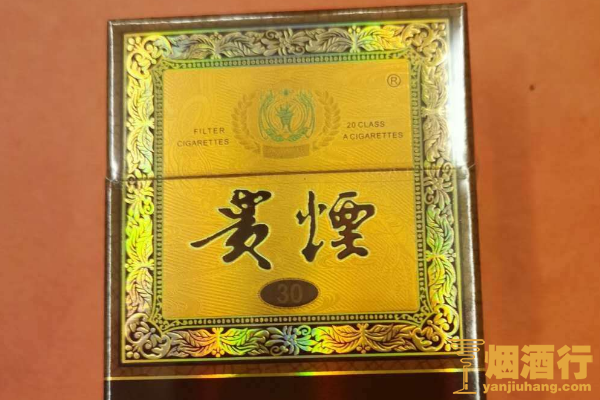 ®
FILTER
CIGARETTES
20 CLASS
A CIGARETTES
貴煙
30
烟酒行
yanjiuhang.com